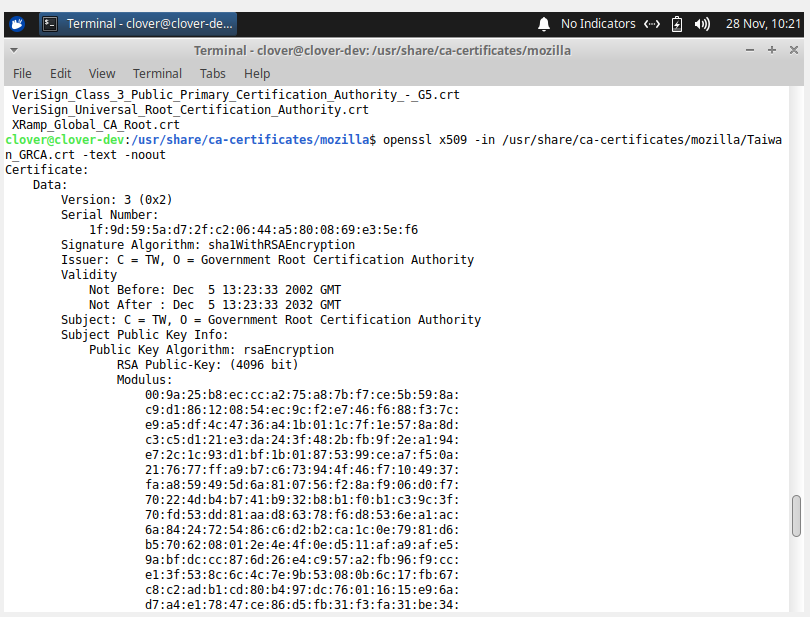 Terminal - clover@clover-de...
No Indicators
28 Nov, 10:21
Terminal - clover@clover-dev: /usr/share/ca-certificates/mozilla
File Edit View Terminal Tabs Help
VeriSign_Class_3_Public_Primary_Certification_Authority_-_G5.crt
VeriSign_Universal_Root_Certification_Authority.crt
XRamp_Global_CA_Root.crt
clover@clover-dev:/usr/share/ca-certificates/mozilla$ openssl x509 -in /usr/share/ca-certificates/mozilla/Taiwa
n_GRCA.crt -text -noout
Certificate:
Data:
Version: 3 (0x2)
Serial Number:
1f:9d:59:5a:d7:2f:c2:06:44:a5:80:08:69:e3:5e:f6
Signature Algorithm: sha1WithRSAEncryption
Issuer: C = TW, O = Government Root Certification Authority
Validity
Not Before: Dec  5 13:23:33 2002 GMT
Not After : Dec  5 13:23:33 2032 GMT
Subject: C = TW, O = Government Root Certification Authority
Subject Public Key Info:
Public Key Algorithm: rsaEncryption
RSA Public-Key: (4096 bit)
Modulus:
00:9a:25:b8:ec:cc:a2:75:a8:7b:f7:ce:5b:59:8a:
c9:d1:86:12:08:54:ec:9c:f2:e7:46:f6:88:f3:7c:
e9:a5:df:4c:47:36:a4:1b:01:1c:7f:1e:57:8a:8d:
c3:c5:d1:21:e3:da:24:3f:48:2b:fb:9f:2e:a1:94:
e7:2c:1c:93:d1:bf:1b:01:87:53:99:ce:a7:f5:0a:
21:76:77:ff:a9:b7:c6:73:94:4f:46:f7:10:49:37:
fa:a8:59:49:5d:6a:81:07:56:f2:8a:f9:06:d0:f7:
70:22:4d:b4:b7:41:b9:32:b8:b1:f0:b1:c3:9c:3f:
70:fd:53:dd:81:aa:d8:63:78:f6:d8:53:6e:a1:ac:
6a:84:24:72:54:86:c6:d2:b2:ca:1c:0e:79:81:d6:
b5:70:62:08:01:2e:4e:4f:0e:d5:11:af:a9:af:e5:
9a:bf:dc:cc:87:6d:26:e4:c9:57:a2:fb:96:f9:cc:
e1:3f:53:8c:6c:4c:7e:9b:53:08:0b:6c:17:fb:67:
c8:c2:ad:b1:cd:80:b4:97:dc:76:01:16:15:e9:6a:
d7:a4:e1:78:47:ce:86:d5:fb:31:f3:fa:31:be:34: